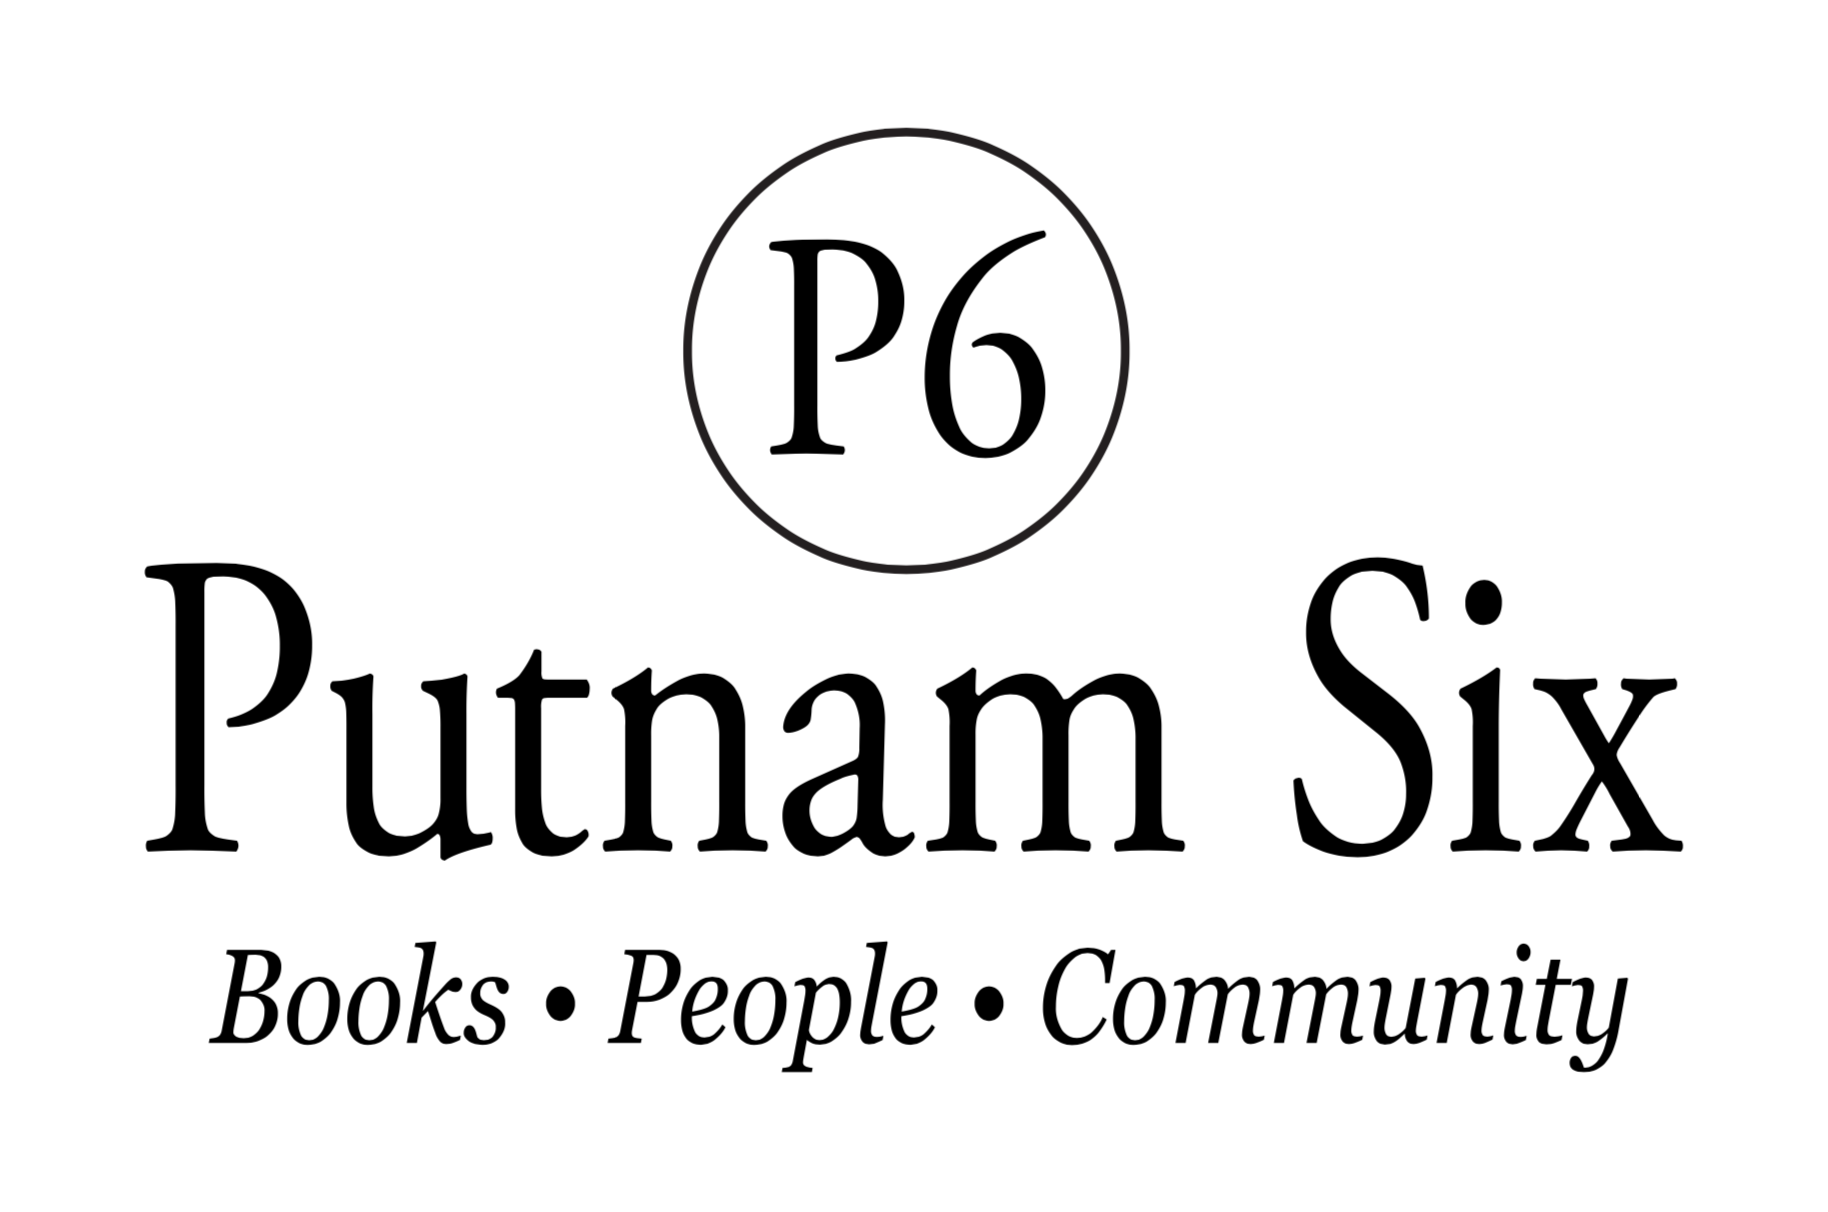 P6
Putnam Six
Books • People • Community